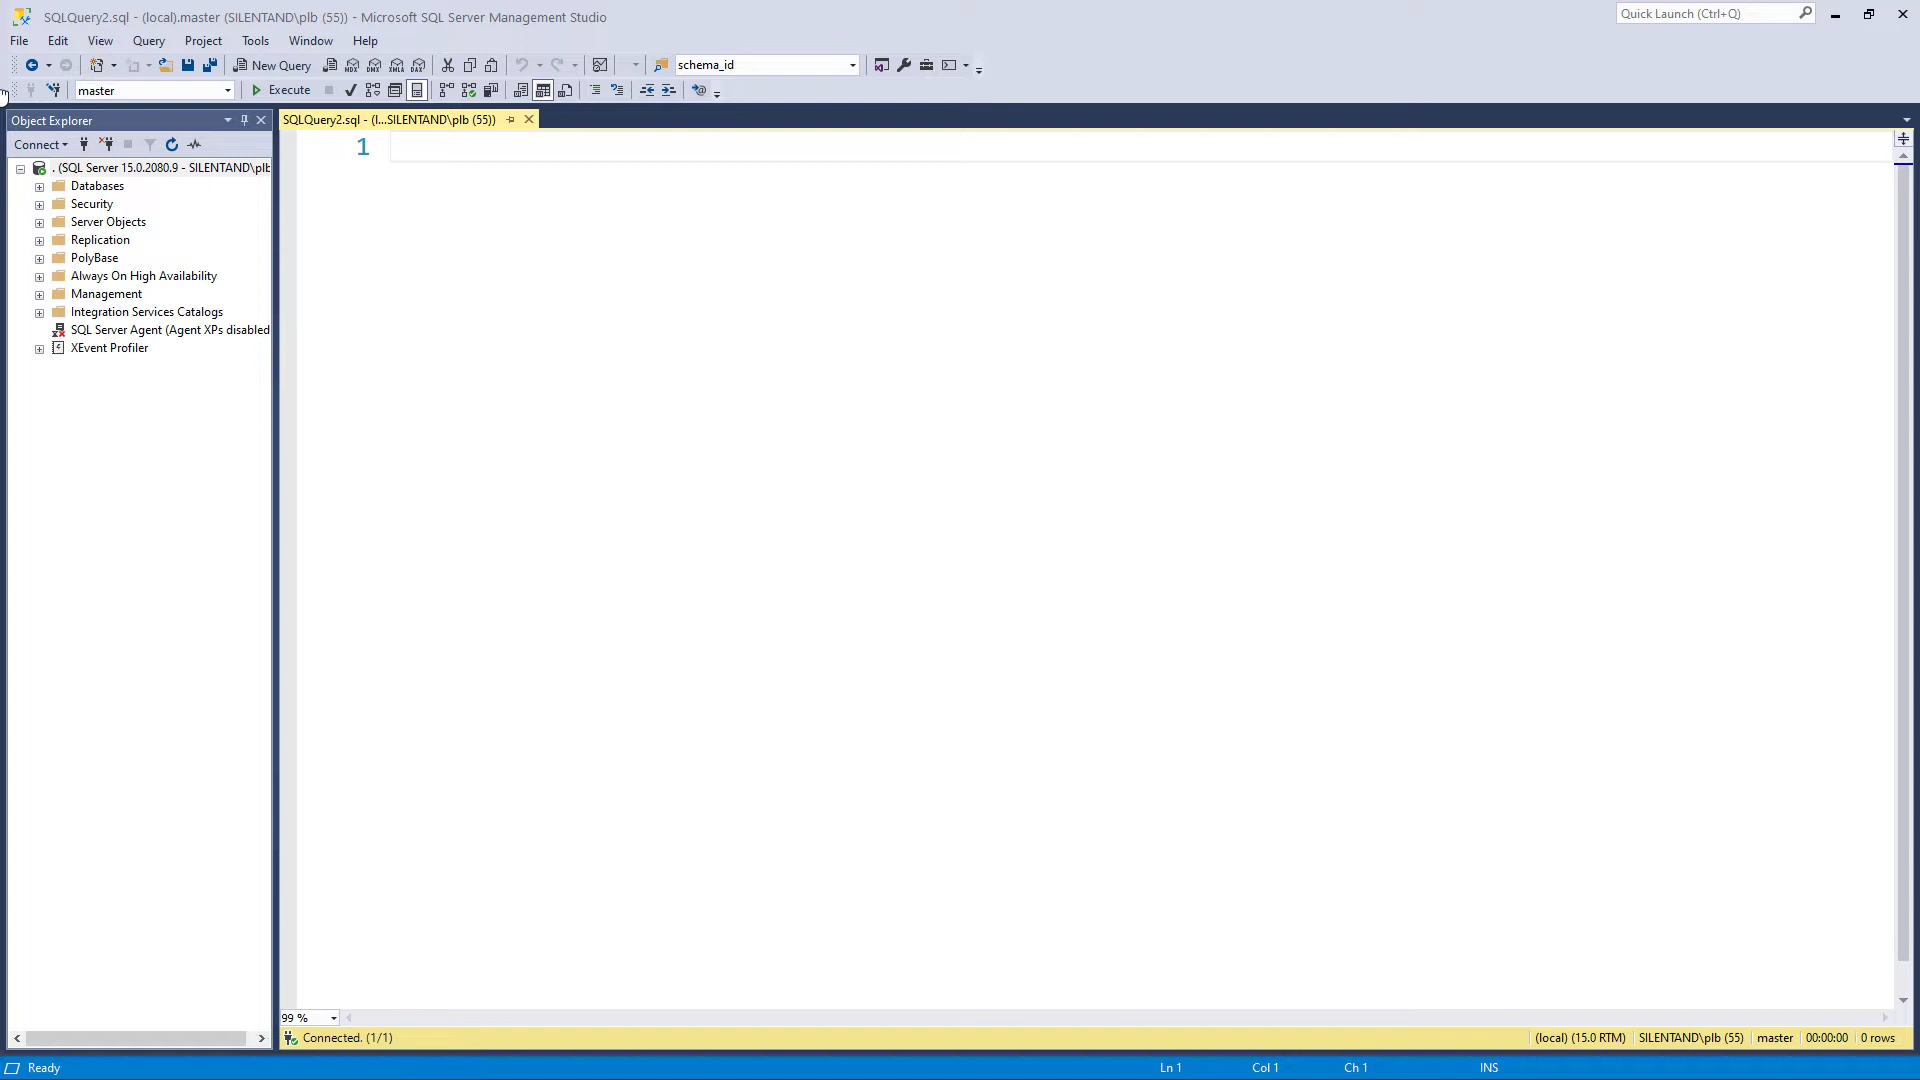 SQLQuery2.sql - (local).master (SILENTAND\plb (55)) - Microsoft SQL Server Management Studio
Quick Launch (Ctrl+Q)
File Edit View Query Project Tools Window Help
New Query
MDX DMX XMLA DAX
schema_id
master
Execute
Object Explorer
SQLQuery2.sql - (l...SILENTAND\plb (55))
Connect
1
. (SQL Server 15.0.2080.9 - SILENTAND\plb
Databases
Security
Server Objects
Replication
PolyBase
Always On High Availability
Management
Integration Services Catalogs
SQL Server Agent (Agent XPs disabled
XEvent Profiler
99 %
Connected. (1/1)
(local) (15.0 RTM) SILENTAND\plb (55) master 00:00:00 0 rows
Ready
Ln 1 Col 1 Ch 1 INS